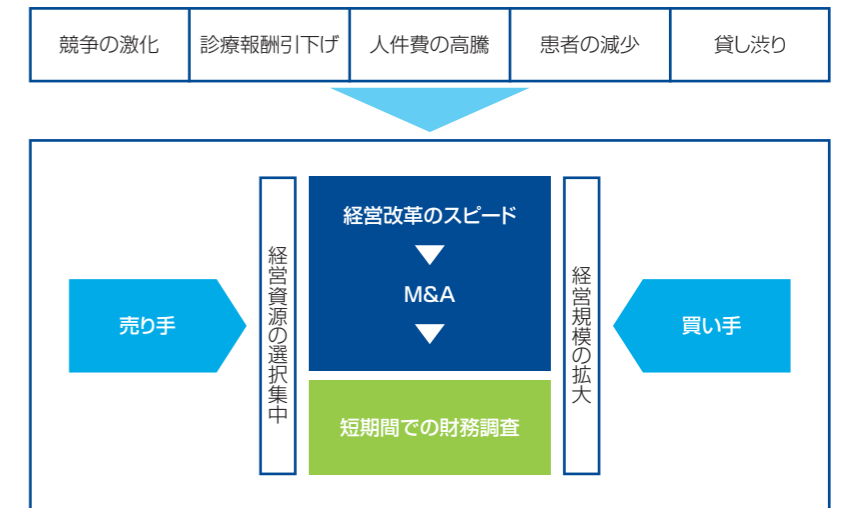 競争の激化
診療報酬引下げ
人件費の高騰
患者の減少
貸し渋り
売り手
経営資源の選択集中
経営改革のスピード
M&A
短期間での財務調査
経営規模の拡大
買い手